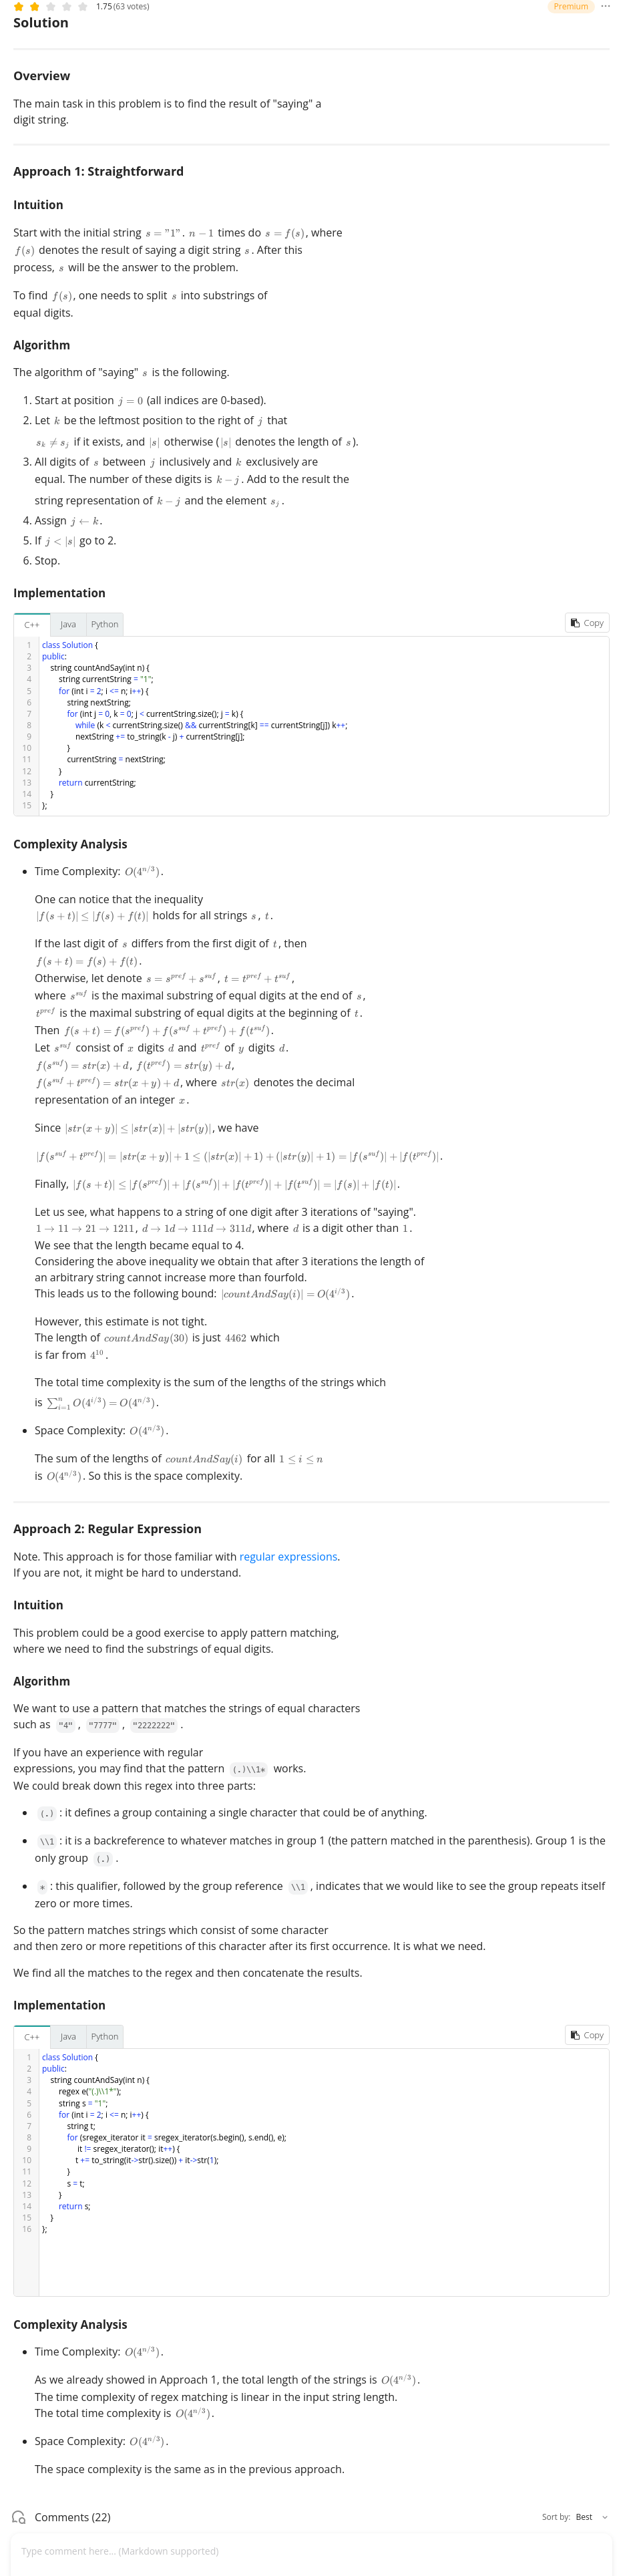 1.75 (63 votes) Premium ...
Solution
Overview
The main task in this problem is to find the result of "saying" a
digit string.
Approach 1: Straightforward
Intuition
Start with the initial string s = "1". n − 1 times do s = f(s), where
f(s) denotes the result of saying a digit string s. After this
process, s will be the answer to the problem.
To find f(s), one needs to split s into substrings of
equal digits.
Algorithm
The algorithm of "saying" s is the following.
1. Start at position j = 0 (all indices are 0-based).
2. Let k be the leftmost position to the right of j that
s_k ≠ s_j if it exists, and |s| otherwise (|s| denotes the length of s).
3. All digits of s between j inclusively and k exclusively are
equal. The number of these digits is k − j. Add to the result the
string representation of k − j and the element s_j.
4. Assign j ← k.
5. If j < |s| go to 2.
6. Stop.
Implementation
C++ Java Python Copy
1 class Solution {
2 public:
3 string countAndSay(int n) {
4 string currentString = "1";
5 for (int i = 2; i <= n; i++) {
6 string nextString;
7 for (int j = 0, k = 0; j < currentString.size(); j = k) {
8 while (k < currentString.size() && currentString[k] == currentString[j]) k++;
9 nextString += to_string(k - j) + currentString[j];
10 }
11 currentString = nextString;
12 }
13 return currentString;
14 }
15 };
Complexity Analysis
• Time Complexity: O(4^{n/3}).
One can notice that the inequality
|f(s + t)| ≤ |f(s) + f(t)| holds for all strings s, t.
If the last digit of s differs from the first digit of t, then
f(s + t) = f(s) + f(t).
Otherwise, let denote s = s^{pref} + s^{suf}, t = t^{pref} + t^{suf},
where s^{suf} is the maximal substring of equal digits at the end of s,
t^{pref} is the maximal substring of equal digits at the beginning of t.
Then f(s + t) = f(s^{pref}) + f(s^{suf} + t^{pref}) + f(t^{suf}).
Let s^{suf} consist of x digits d and t^{pref} of y digits d.
f(s^{suf}) = str(x) + d, f(t^{pref}) = str(y) + d,
f(s^{suf} + t^{pref}) = str(x + y) + d, where str(x) denotes the decimal
representation of an integer x.
Since |str(x + y)| ≤ |str(x)| + |str(y)|, we have
|f(s^{suf} + t^{pref})| = |str(x + y)| + 1 ≤ (|str(x)| + 1) + (|str(y)| + 1) = |f(s^{suf})| + |f(t^{pref})|.
Finally, |f(s + t)| ≤ |f(s^{pref})| + |f(s^{suf})| + |f(t^{pref})| + |f(t^{suf})| = |f(s)| + |f(t)|.
Let us see, what happens to a string of one digit after 3 iterations of "saying".
1 → 11 → 21 → 1211, d → 1d → 111d → 311d, where d is a digit other than 1.
We see that the length became equal to 4.
Considering the above inequality we obtain that after 3 iterations the length of
an arbitrary string cannot increase more than fourfold.
This leads us to the following bound: |countAndSay(i)| = O(4^{i/3}).
However, this estimate is not tight.
The length of countAndSay(30) is just 4462 which
is far from 4^{10}.
The total time complexity is the sum of the lengths of the strings which
is ∑_{i=1}^{n} O(4^{i/3}) = O(4^{n/3}).
• Space Complexity: O(4^{n/3}).
The sum of the lengths of countAndSay(i) for all 1 ≤ i ≤ n
is O(4^{n/3}). So this is the space complexity.
Approach 2: Regular Expression
Note. This approach is for those familiar with regular expressions.
If you are not, it might be hard to understand.
Intuition
This problem could be a good exercise to apply pattern matching,
where we need to find the substrings of equal digits.
Algorithm
We want to use a pattern that matches the strings of equal characters
such as "4", "7777", "2222222".
If you have an experience with regular
expressions, you may find that the pattern (.)\\1* works.
We could break down this regex into three parts:
• (.) : it defines a group containing a single character that could be of anything.
• \\1 : it is a backreference to whatever matches in group 1 (the pattern matched in the parenthesis). Group 1 is the
only group (.) .
• * : this qualifier, followed by the group reference \\1 , indicates that we would like to see the group repeats itself
zero or more times.
So the pattern matches strings which consist of some character
and then zero or more repetitions of this character after its first occurrence. It is what we need.
We find all the matches to the regex and then concatenate the results.
Implementation
C++ Java Python Copy
1 class Solution {
2 public:
3 string countAndSay(int n) {
4 regex e("(.)\\1*");
5 string s = "1";
6 for (int i = 2; i <= n; i++) {
7 string t;
8 for (sregex_iterator it = sregex_iterator(s.begin(), s.end(), e);
9 it != sregex_iterator(); it++) {
10 t += to_string(it->str().size()) + it->str(1);
11 }
12 s = t;
13 }
14 return s;
15 }
16 };
Complexity Analysis
• Time Complexity: O(4^{n/3}).
As we already showed in Approach 1, the total length of the strings is O(4^{n/3}).
The time complexity of regex matching is linear in the input string length.
The total time complexity is O(4^{n/3}).
• Space Complexity: O(4^{n/3}).
The space complexity is the same as in the previous approach.
Comments (22) Sort by: Best
Type comment here... (Markdown supported)